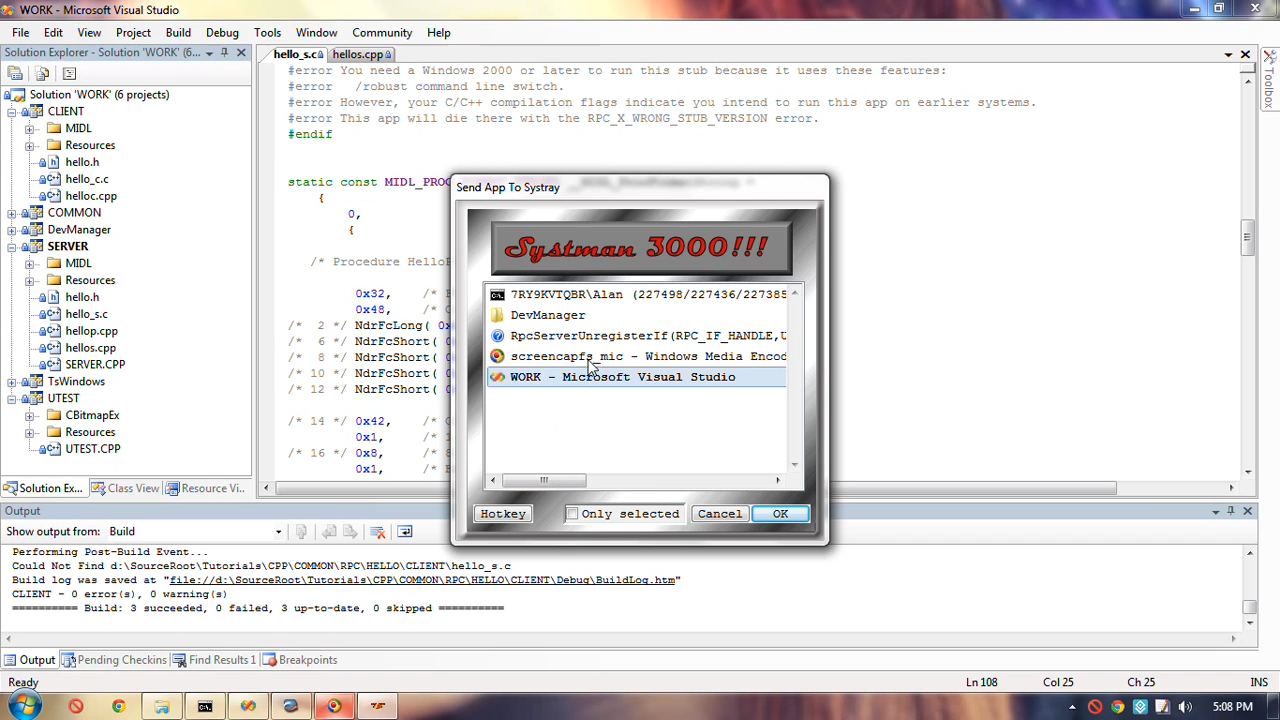 WORK - Microsoft Visual Studio
File Edit View Project Build Debug Tools Window Community Help
Solution Explorer - Solution 'WORK' (6...
hello_s.c hellos.cpp
Toolbox
Solution 'WORK' (6 projects)
CLIENT
MIDL
Resources
hello.h
hello_c.c
helloc.cpp
COMMON
DevManager
SERVER
MIDL
Resources
hello.h
hello_s.c
hellop.cpp
hellos.cpp
SERVER.CPP
TsWindows
UTEST
CBitmapEx
Resources
UTEST.CPP
Solution Ex... Class View Resource Vi...
#error You need a Windows 2000 or later to run this stub because it uses these features:
#error /robust command line switch.
#error However, your C/C++ compilation flags indicate you intend to run this app on earlier systems.
#error This app will die there with the RPC_X_WRONG_STUB_VERSION error.
#endif
static const MIDL_PROC
{
0,
{
/* Procedure HelloP
0x32, /*
0x48, /*
/* 2 */ NdrFcLong( 0x
/* 6 */ NdrFcShort(
/* 8 */ NdrFcShort(
/* 10 */ NdrFcShort(
/* 12 */ NdrFcShort(
/* 14 */ 0x42, /*
0x1, /*
/* 16 */ 0x8, /*
0x1, /*
Send App To Systray
Systman 3000!!!
7RY9KVTQBR\Alan (227498/227436/227385
DevManager
RpcServerUnregisterIf(RPC_IF_HANDLE,U
screencapfs_mic - Windows Media Encod
WORK - Microsoft Visual Studio
Hotkey Only selected Cancel OK
Output
Show output from: Build
Performing Post-Build Event...
Could Not Find d:\SourceRoot\Tutorials\CPP\COMMON\RPC\HELLO\CLIENT\hello_s.c
Build log was saved at "file://d:\SourceRoot\Tutorials\CPP\COMMON\RPC\HELLO\CLIENT\Debug\BuildLog.htm"
CLIENT - 0 error(s), 0 warning(s)
========== Build: 3 succeeded, 0 failed, 3 up-to-date, 0 skipped ==========
Output Pending Checkins Find Results 1 Breakpoints
Ready Ln 108 Col 25 Ch 25 INS
5:08 PM